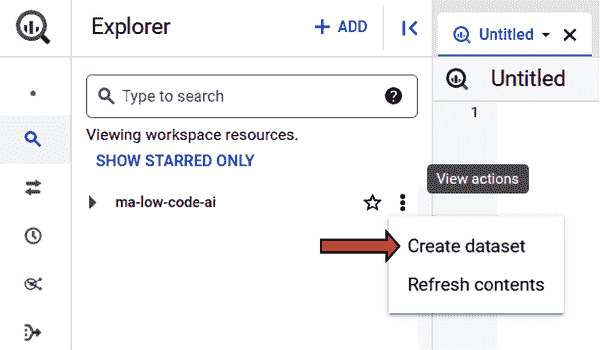 Explorer
+ ADD
Untitled
Type to search
?
Untitled
1
Viewing workspace resources.
SHOW STARRED ONLY
View actions
ma-low-code-ai
Create dataset
Refresh contents